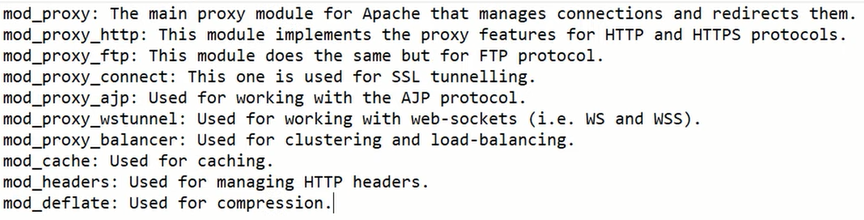 mod_proxy: The main proxy module for Apache that manages connections and redirects them.
mod_proxy_http: This module implements the proxy features for HTTP and HTTPS protocols.
mod_proxy_ftp: This module does the same but for FTP protocol.
mod_proxy_connect: This one is used for SSL tunnelling.
mod_proxy_ajp: Used for working with the AJP protocol.
mod_proxy_wstunnel: Used for working with web-sockets (i.e. WS and WSS).
mod_proxy_balancer: Used for clustering and load-balancing.
mod_cache: Used for caching.
mod_headers: Used for managing HTTP headers.
mod_deflate: Used for compression.